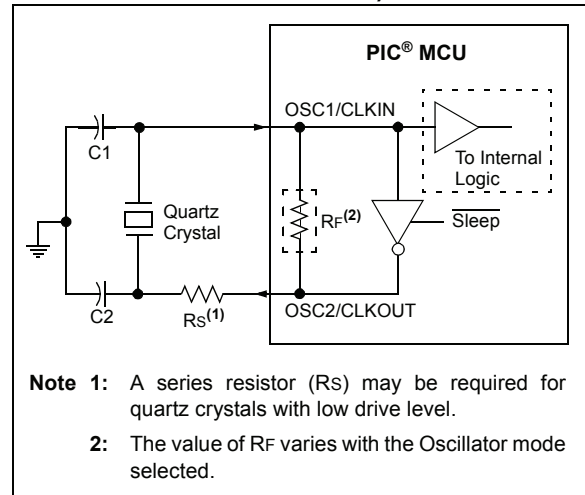 PIC® MCU
OSC1/CLKIN
C1
To Internal
Logic
Quartz
Crystal
RF(2)
Sleep
C2
RS(1)
OSC2/CLKOUT
Note 1: A series resistor (RS) may be required for
quartz crystals with low drive level.
2: The value of RF varies with the Oscillator mode
selected.